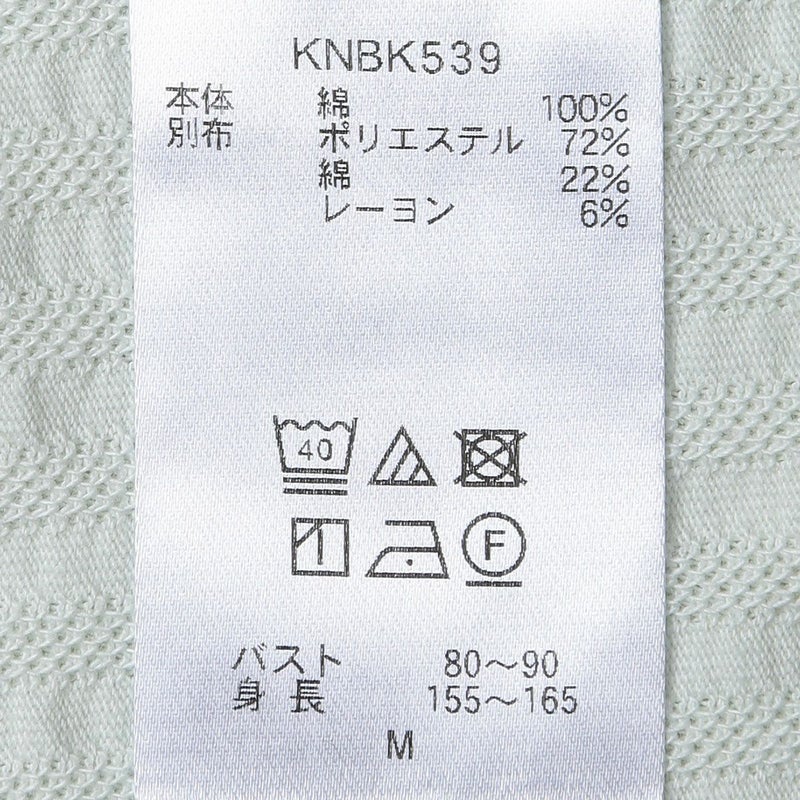 KNBK539
本体 綿 100%
別布 ポリエステル 72%
綿 22%
レーヨン 6%
40
F
バスト 80～90
身長 155～165
M